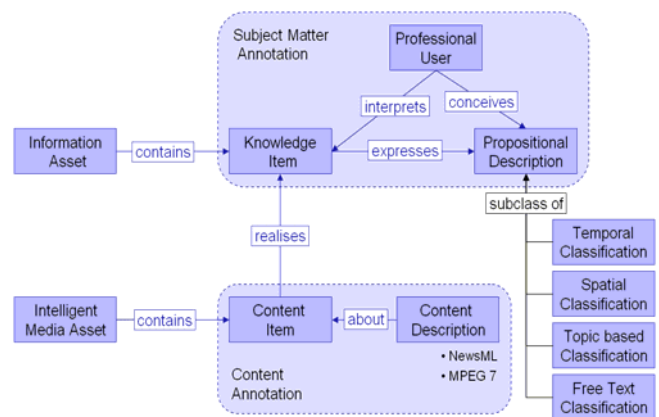 Subject Matter
Annotation
Professional
User
interprets
conceives
Information
Asset
contains
Knowledge
Item
expresses
Propositional
Description
subclass of
realises
Temporal
Classification
Spatial
Classification
Intelligent
Media Asset
contains
Content
Item
about
Content
Description
Topic based
Classification
• NewsML
• MPEG 7
Content
Annotation
Free Text
Classification